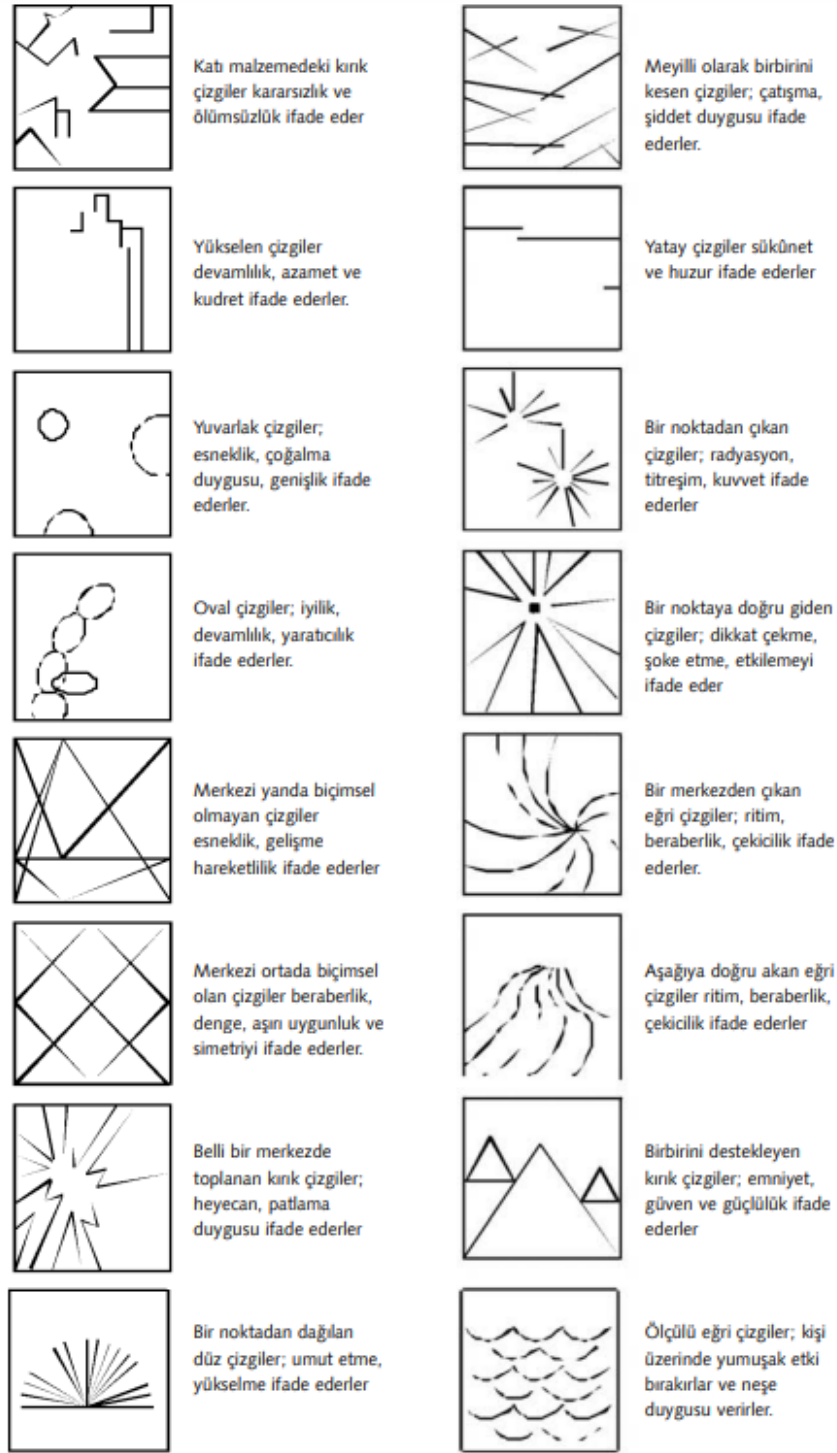 Katı malzemedeki kırık
çizgiler kararsızlık ve
ölümsüzlük ifade eder
Meyilli olarak birbirini
kesen çizgiler; çatışma,
şiddet duygusu ifade
ederler.
Yükselen çizgiler
devamlılık, azamet ve
kudret ifade ederler.
Yatay çizgiler sükûnet
ve huzur ifade ederler
Yuvarlak çizgiler;
esneklik, çoğalma
duygusu, genişlik ifade
ederler.
Bir noktadan çıkan
çizgiler; radyasyon,
titreşim, kuvvet ifade
ederler
Oval çizgiler; iyilik,
devamlılık, yaratıcılık
ifade ederler.
Bir noktaya doğru giden
çizgiler; dikkat çekme,
şoke etme, etkilemeyi
ifade eder
Merkezi yanda biçimsel
olmayan çizgiler
esneklik, gelişme
hareketlilik ifade ederler
Bir merkezden çıkan
eğri çizgiler; ritim,
beraberlik, çekicilik ifade
ederler.
Merkezi ortada biçimsel
olan çizgiler beraberlik,
denge, aşırı uygunluk ve
simetriyi ifade ederler.
Aşağıya doğru akan eğri
çizgiler ritim, beraberlik,
çekicilik ifade ederler
Belli bir merkezde
toplanan kırık çizgiler;
heyecan, patlama
duygusu ifade ederler
Birbirini destekleyen
kırık çizgiler; emniyet,
güven ve güçlülük ifade
ederler
Bir noktadan dağılan
düz çizgiler; umut etme,
yükselme ifade ederler
Ölçülü eğri çizgiler; kişi
üzerinde yumuşak etki
bırakırlar ve neşe
duygusu verirler.